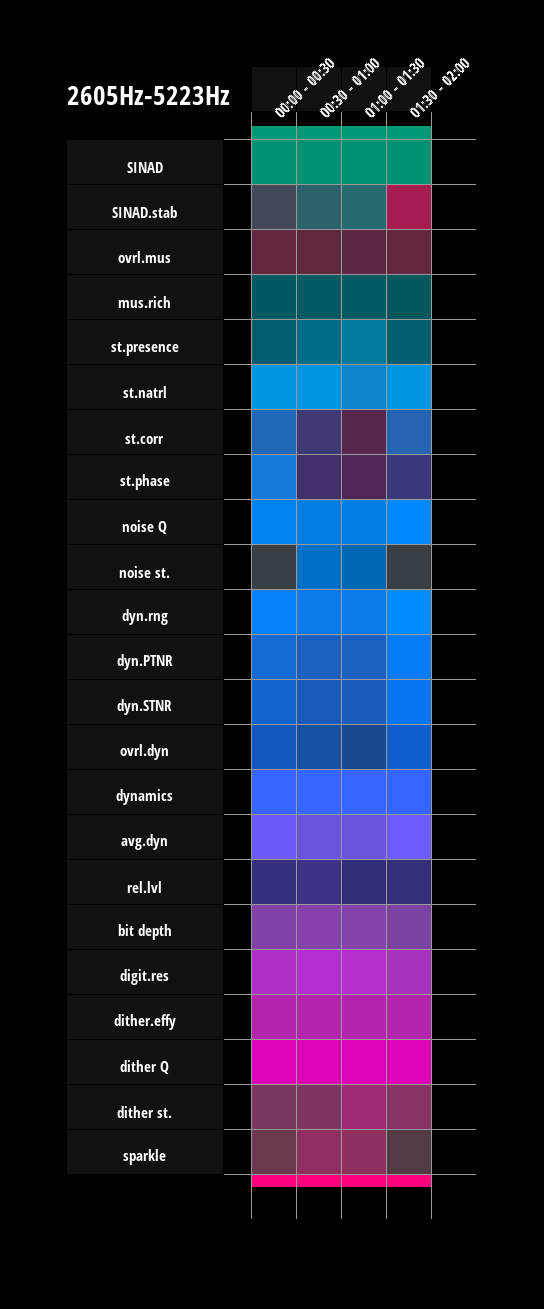 2605Hz-5223Hz
00:00 - 00:30
00:30 - 01:00
01:00 - 01:30
01:30 - 02:00
SINAD
SINAD.stab
ovrl.mus
mus.rich
st.presence
st.natrl
st.corr
st.phase
noise Q
noise st.
dyn.rng
dyn.PTNR
dyn.STNR
ovrl.dyn
dynamics
avg.dyn
rel.lvl
bit depth
digit.res
dither.effy
dither Q
dither st.
sparkle